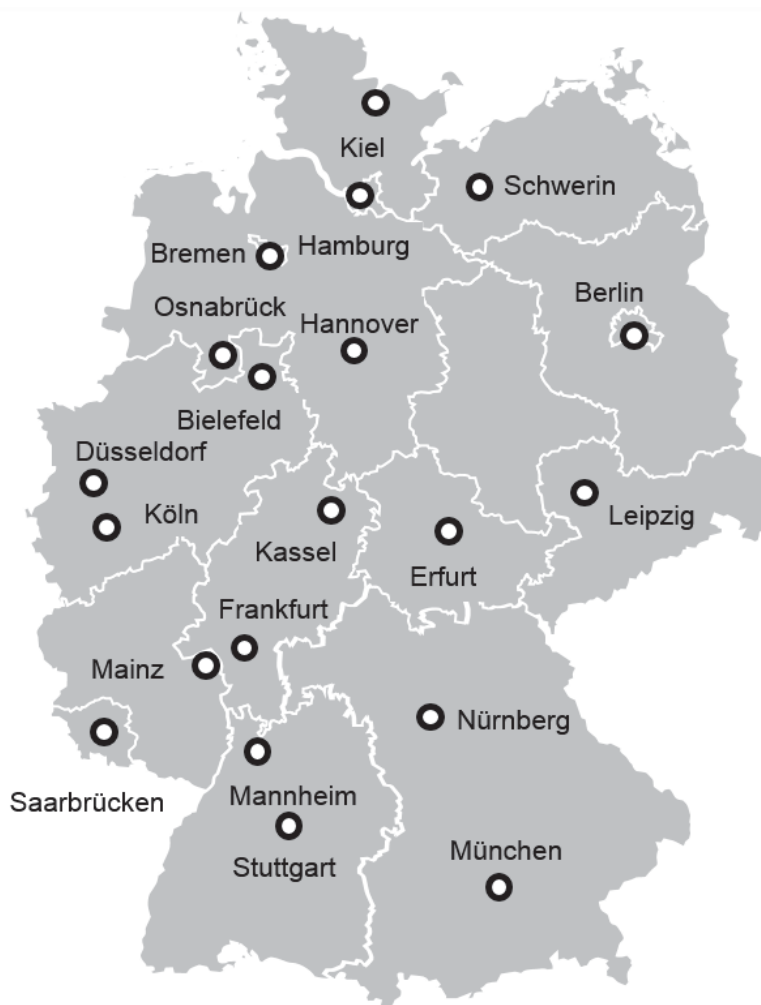 Kiel
Schwerin
Hamburg
Bremen
Berlin
Osnabrück
Hannover
Bielefeld
Düsseldorf
Köln
Leipzig
Kassel
Erfurt
Frankfurt
Mainz
Nürnberg
Mannheim
Saarbrücken
München
Stuttgart